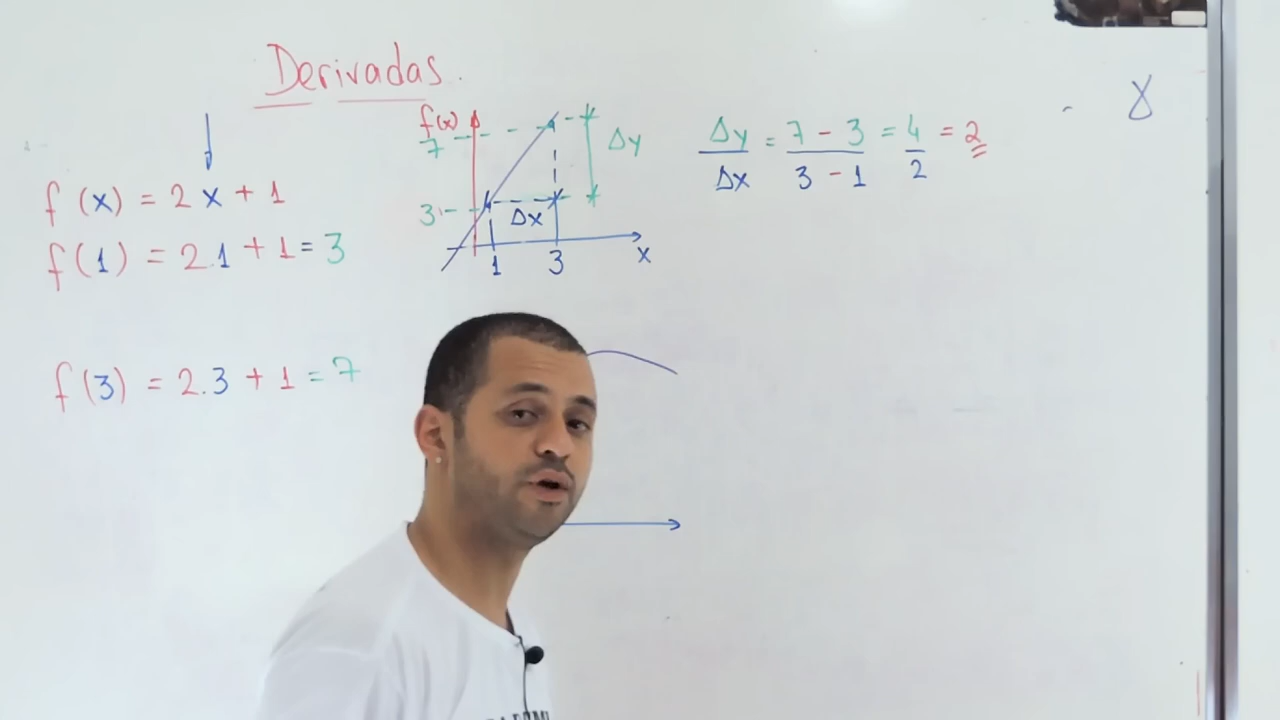 Derivadas.
f(x) = 2x + 1
f(1) = 2.1 + 1 = 3
f(3) = 2.3 + 1 = 7
f(x)
7
Δy
3
Δx
1 3 x
Δy/Δx = 7 - 3/3 - 1 = 4/2 = 2